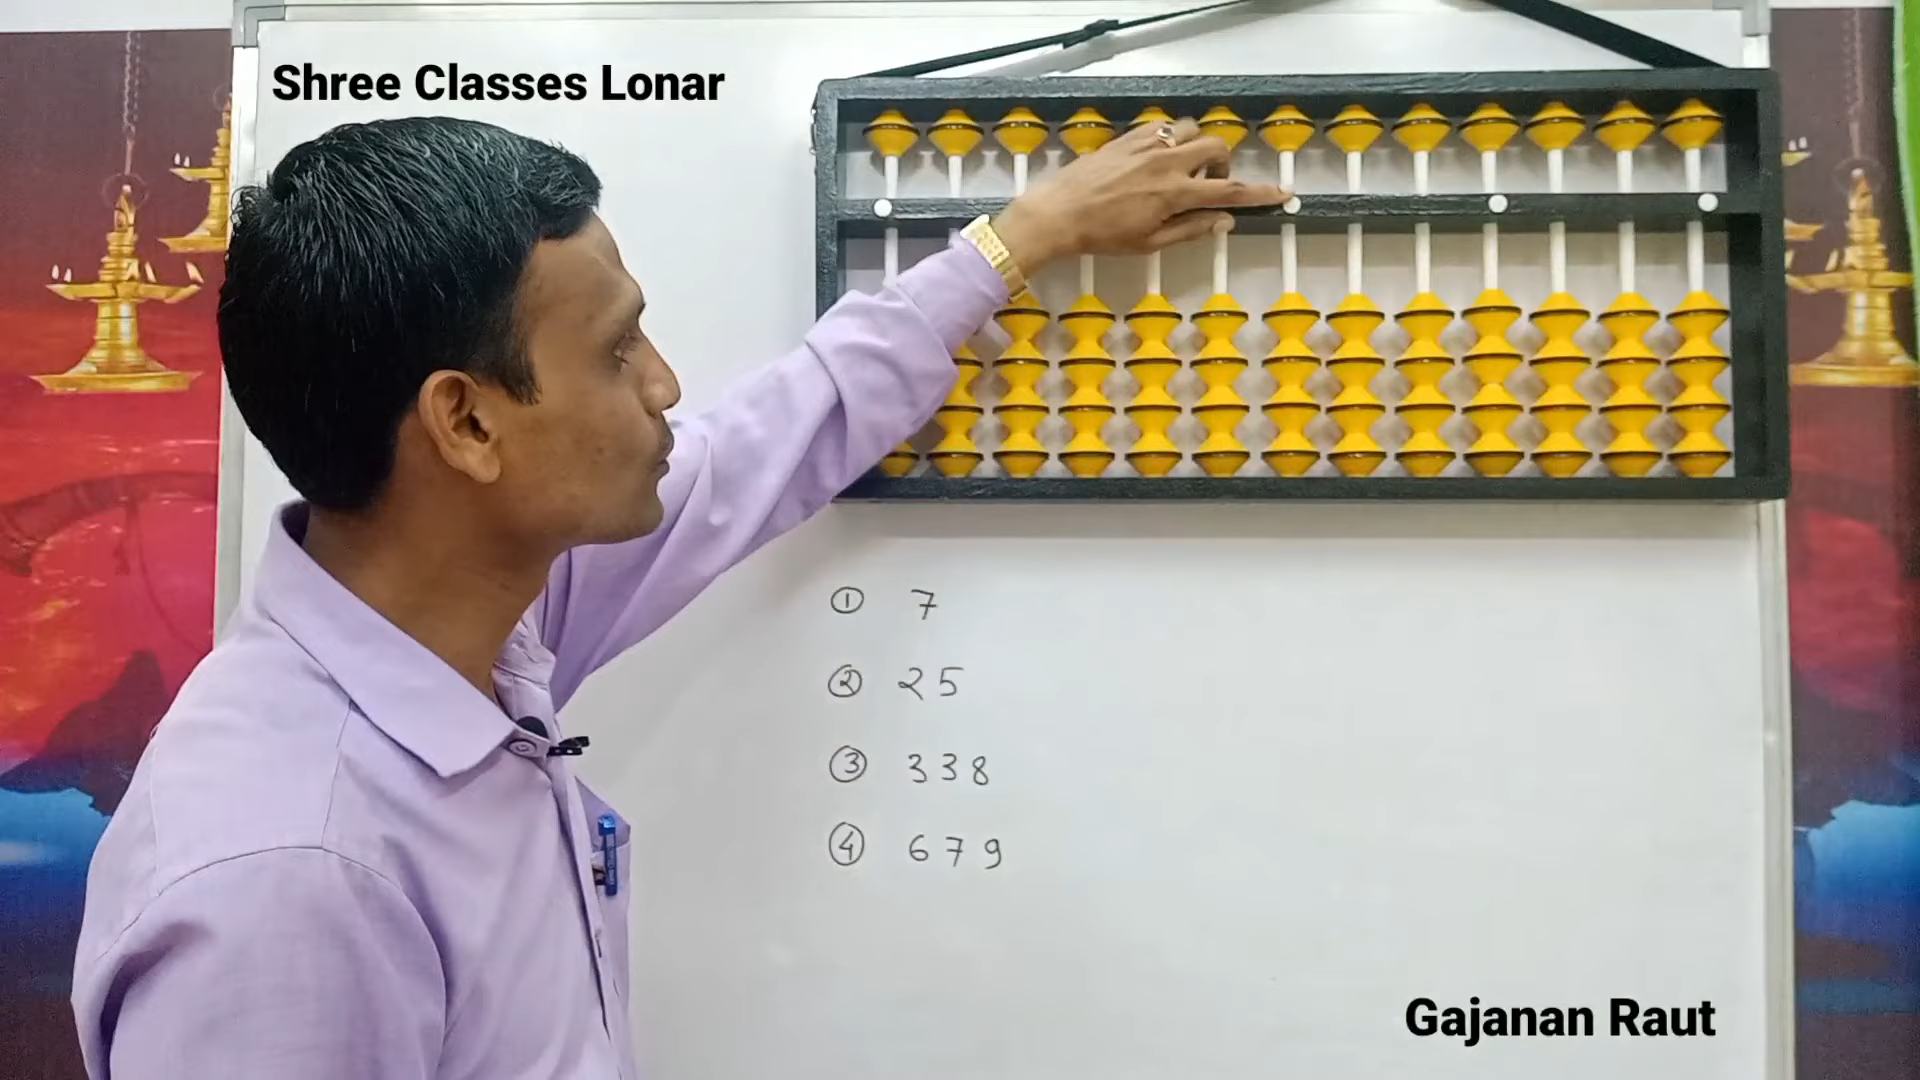 Shree Classes Lonar
① 7
② 25
③ 338
④ 679
Gajanan Raut